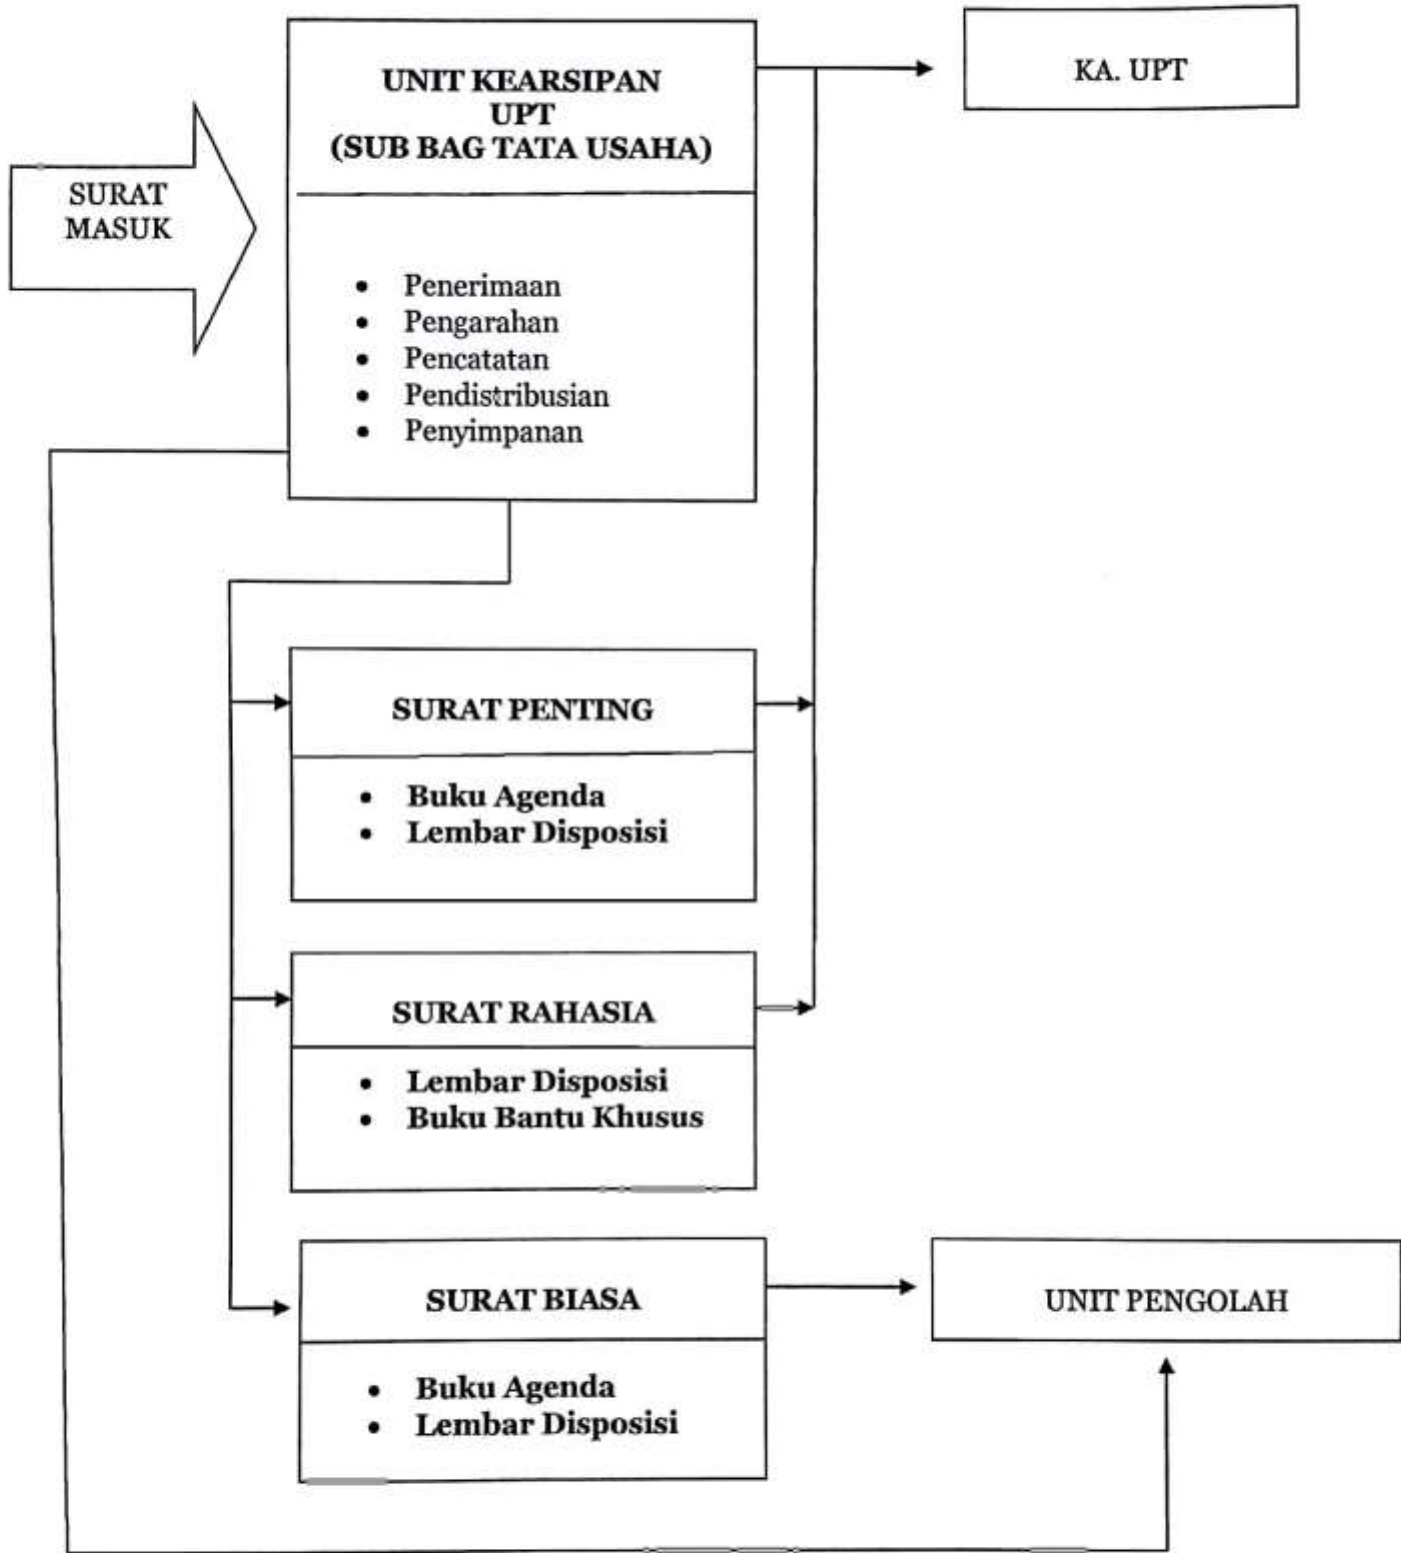 UNIT KEARSIPAN
UPT
(SUB BAG TATA USAHA)
KA. UPT
SURAT
MASUK
• Penerimaan
• Pengarahan
• Pencatatan
• Pendistribusian
• Penyimpanan
SURAT PENTING
• Buku Agenda
• Lembar Disposisi
SURAT RAHASIA
• Lembar Disposisi
• Buku Bantu Khusus
SURAT BIASA
UNIT PENGOLAH
• Buku Agenda
• Lembar Disposisi